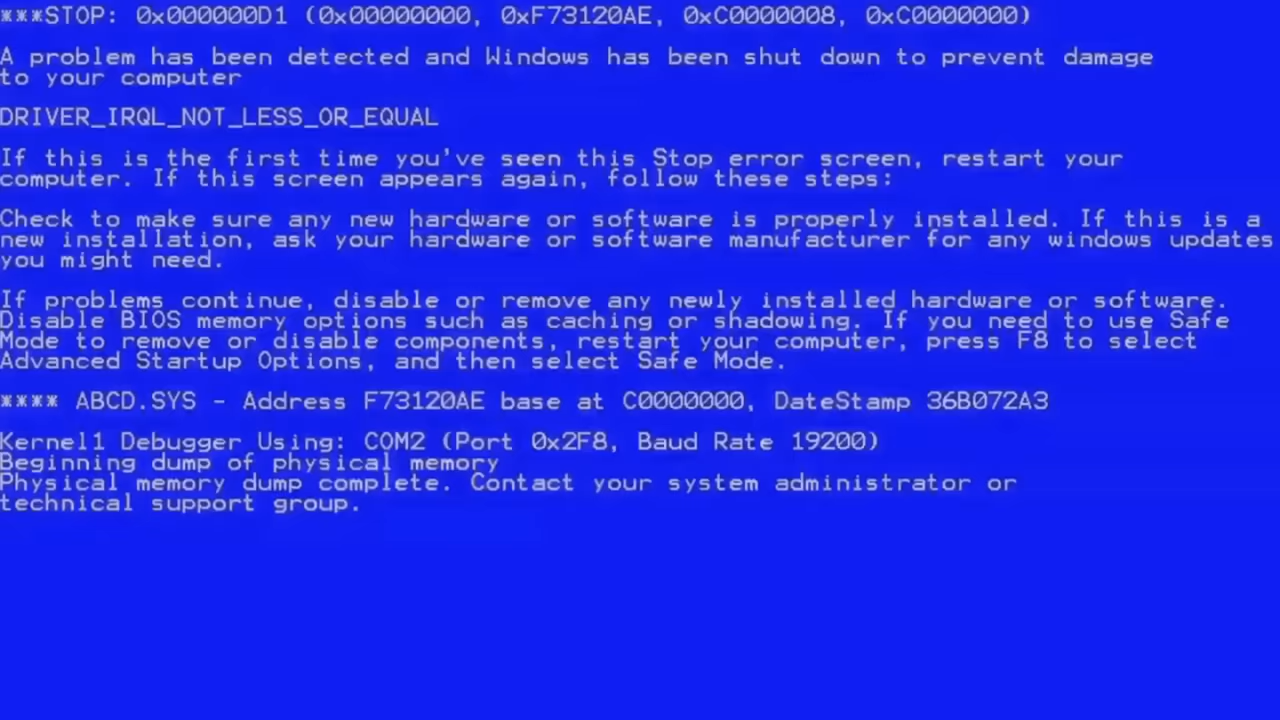 ***STOP: 0x000000D1 (0x00000000, 0xF73120AE, 0xC0000008, 0xC0000000)
A problem has been detected and Windows has been shut down to prevent damage
to your computer
DRIVER_IRQL_NOT_LESS_OR_EQUAL
If this is the first time you've seen this Stop error screen, restart your
computer. If this screen appears again, follow these steps:
Check to make sure any new hardware or software is properly installed. If this is a
new installation, ask your hardware or software manufacturer for any windows updates
you might need.
If problems continue, disable or remove any newly installed hardware or software.
Disable BIOS memory options such as caching or shadowing. If you need to use Safe
Mode to remove or disable components, restart your computer, press F8 to select
Advanced Startup Options, and then select Safe Mode.
**** ABCD.SYS - Address F73120AE base at C0000000, DateStamp 36B072A3
Kernel1 Debugger Using: COM2 (Port 0x2F8, Baud Rate 19200)
Beginning dump of physical memory
Physical memory dump complete. Contact your system administrator or
technical support group.